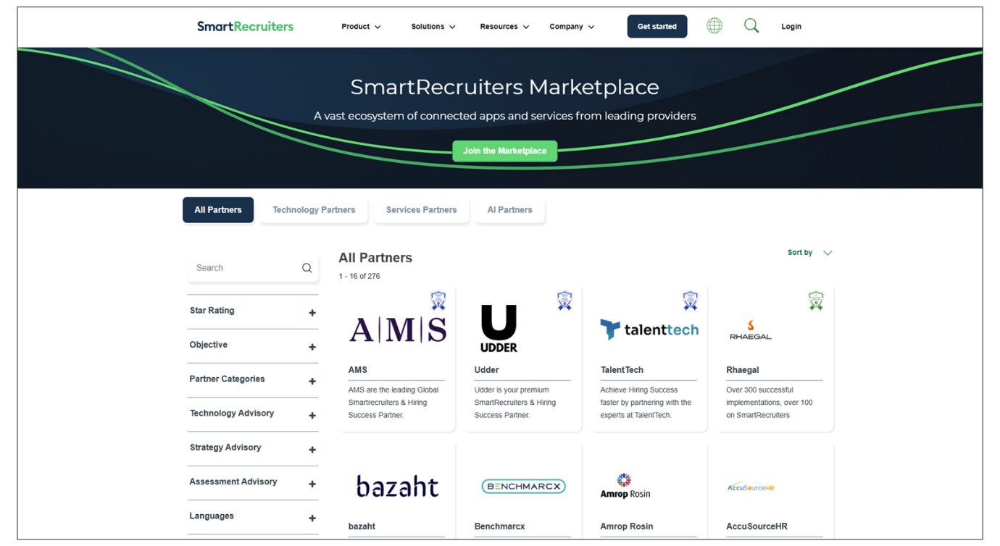 SmartRecruiters
Product
Solutions
Resources
Company
Get started
Login
SmartRecruiters Marketplace
A vast ecosystem of connected apps and services from leading providers
Join the Marketplace
All Partners
Technology Partners
Services Partners
AI Partners
Search
Star Rating
Objective
Partner Categories
Technology Advisory
Strategy Advisory
Assessment Advisory
Languages
All Partners
1 - 16 of 276
Sort by
A|M|S
AMS
AMS are the leading Global
Smartrecruiters & Hiring
Success Partner.
U
UDDER
Udder
Udder is your premium
SmartRecruiters & Hiring
Success Partner.
talenttech
TalentTech
Achieve Hiring Success
faster by partnering with the
experts at TalentTech.
RHAEGAL
Rhaegal
Over 300 successful
implementations, over 100
on SmartRecruiters
bazaht
bazaht
BENCHMARCX
Benchmarcx
Amrop Rosin
Amrop Rosin
AccuSourceHR
AccuSourceHR